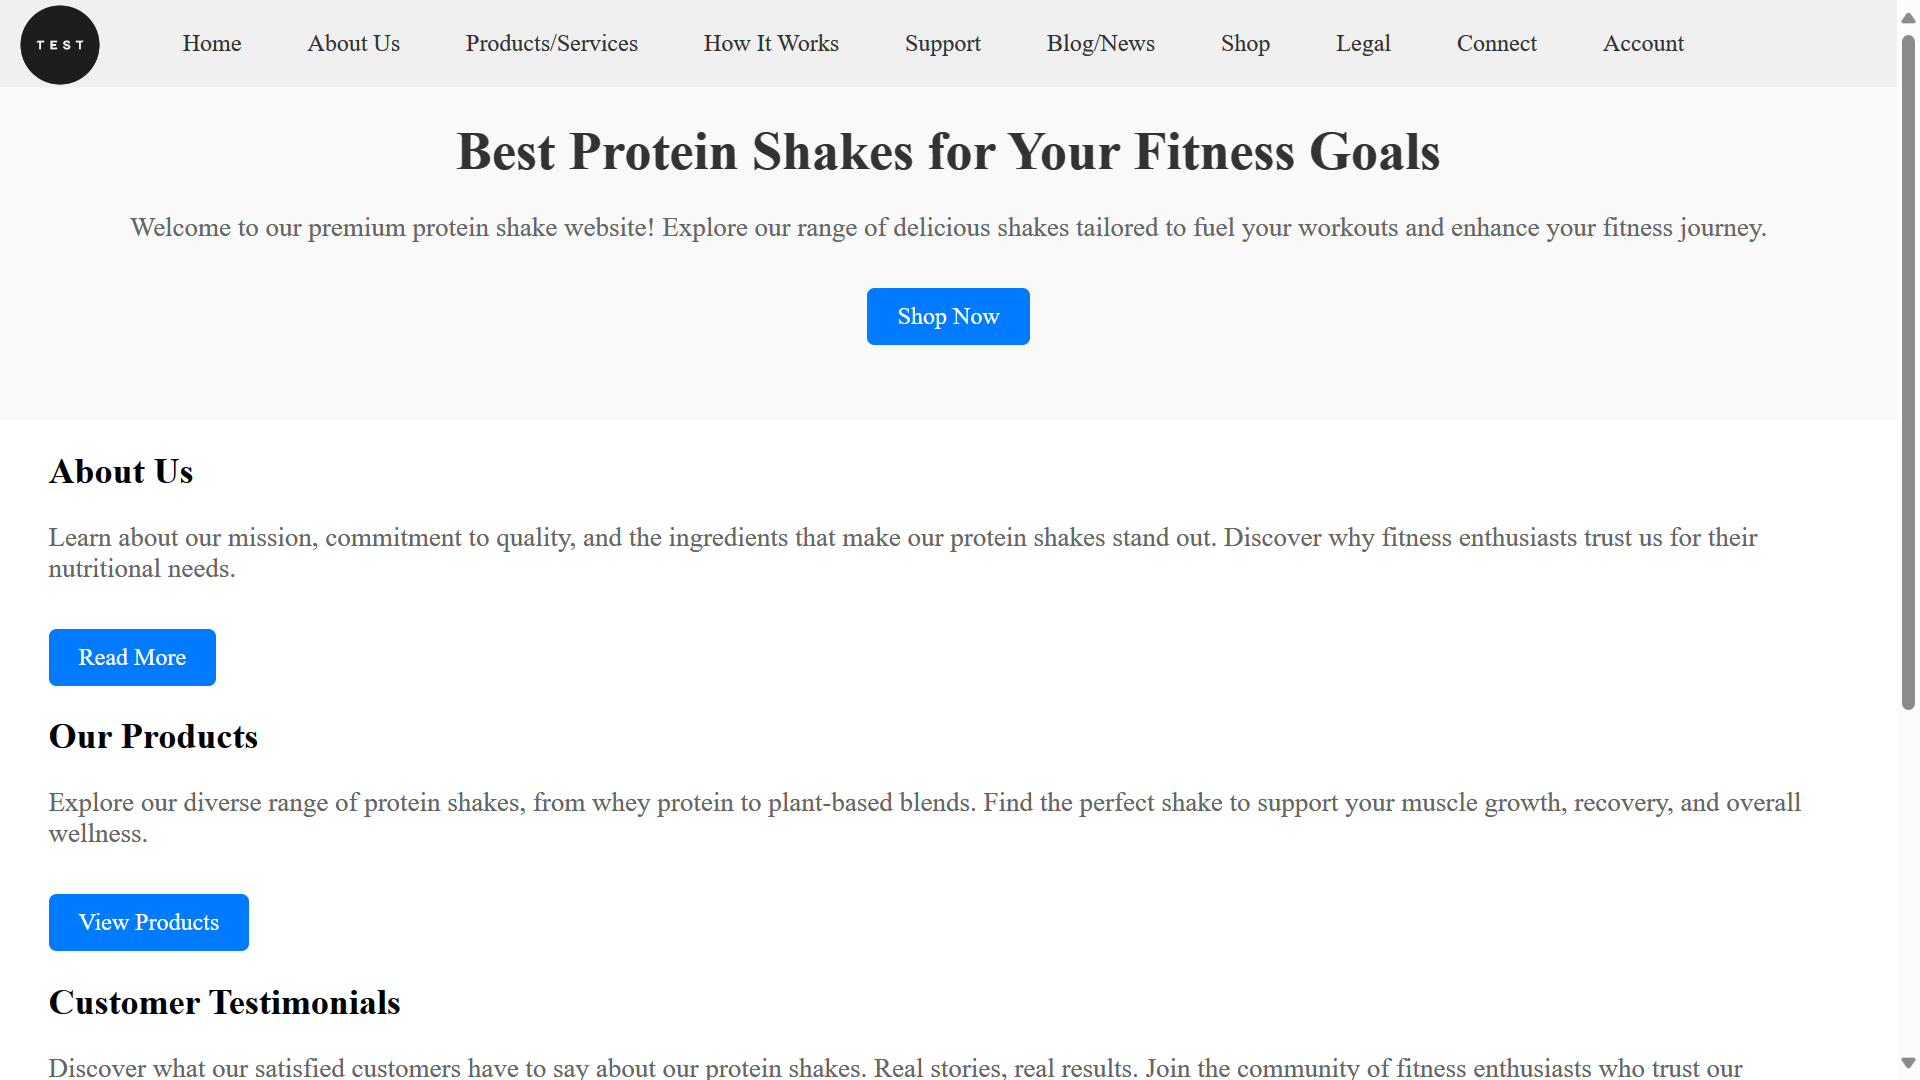 TEST
Home About Us Products/Services How It Works Support Blog/News Shop Legal Connect Account
Best Protein Shakes for Your Fitness Goals
Welcome to our premium protein shake website! Explore our range of delicious shakes tailored to fuel your workouts and enhance your fitness journey.
Shop Now
About Us
Learn about our mission, commitment to quality, and the ingredients that make our protein shakes stand out. Discover why fitness enthusiasts trust us for their
nutritional needs.
Read More
Our Products
Explore our diverse range of protein shakes, from whey protein to plant-based blends. Find the perfect shake to support your muscle growth, recovery, and overall
wellness.
View Products
Customer Testimonials
Discover what our satisfied customers have to say about our protein shakes. Real stories, real results. Join the community of fitness enthusiasts who trust our